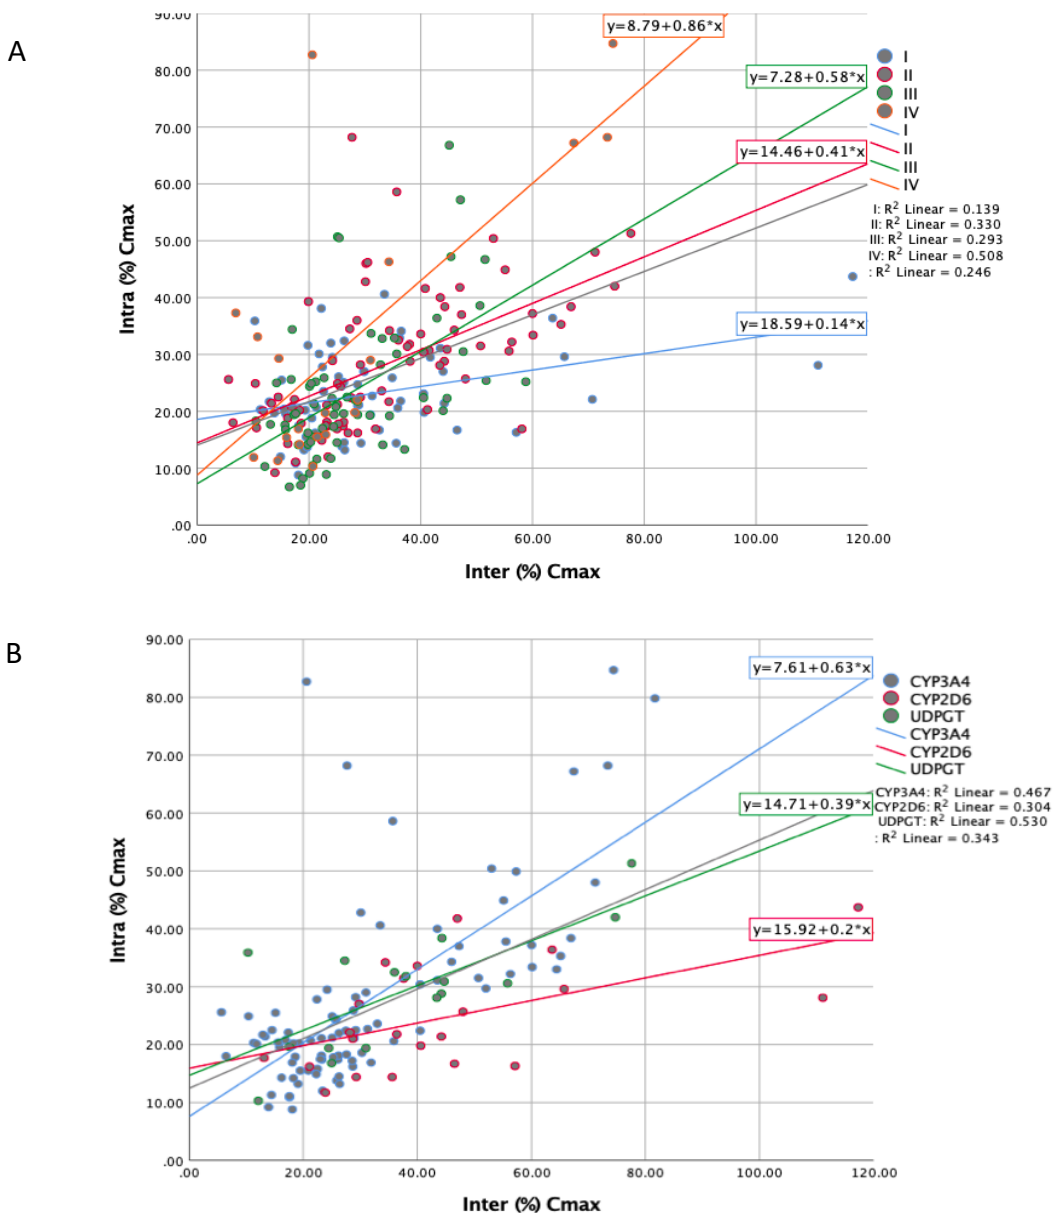 A
90.00
80.00
70.00
60.00
50.00
40.00
30.00
20.00
10.00
.00
Intra (%) Cmax
.00 20.00 40.00 60.00 80.00 100.00 120.00
Inter (%) Cmax
y=8.79+0.86*x
y=7.28+0.58*x
y=14.46+0.41*x
y=18.59+0.14*x
I
II
III
IV
I
II
III
IV
I: R² Linear = 0.139
II: R² Linear = 0.330
III: R² Linear = 0.293
IV: R² Linear = 0.508
: R² Linear = 0.246
B
90.00
80.00
70.00
60.00
50.00
40.00
30.00
20.00
10.00
.00
Intra (%) Cmax
.00 20.00 40.00 60.00 80.00 100.00 120.00
Inter (%) Cmax
y=7.61+0.63*x
y=14.71+0.39*x
y=15.92+0.2*x
CYP3A4
CYP2D6
UDPGT
CYP3A4
CYP2D6
UDPGT
CYP3A4: R² Linear = 0.467
CYP2D6: R² Linear = 0.304
UDPGT: R² Linear = 0.530
: R² Linear = 0.343